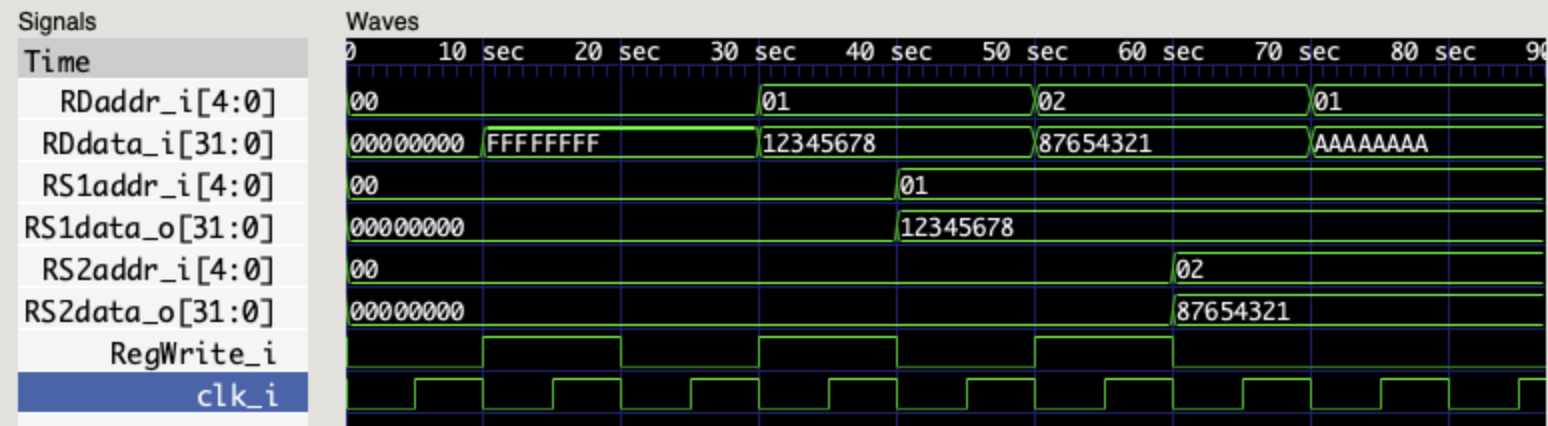 Signals Waves
Time 0 10 sec 20 sec 30 sec 40 sec 50 sec 60 sec 70 sec 80 sec 90
RDaddr_i[4:0] 00 01 02 01
RDdata_i[31:0] 00000000 FFFFFFFF 12345678 87654321 AAAAAAAA
RS1addr_i[4:0] 00 01
RS1data_o[31:0] 00000000 12345678
RS2addr_i[4:0] 00 02
RS2data_o[31:0] 00000000 87654321
RegWrite_i
clk_i